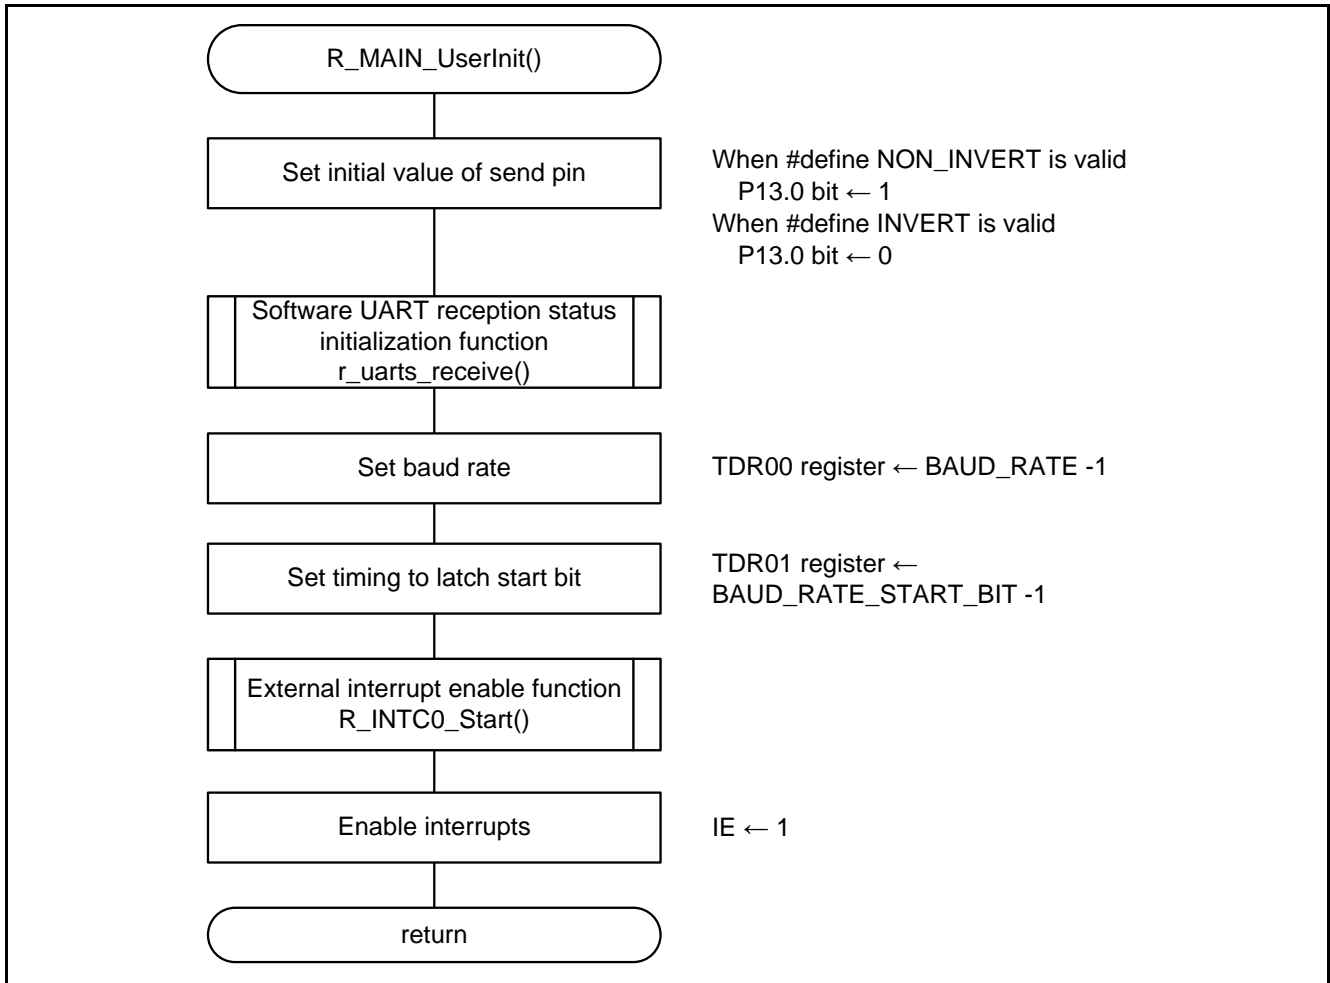 R_MAIN_UserInit()
Set initial value of send pin
When #define NON_INVERT is valid
P13.0 bit ← 1
When #define INVERT is valid
P13.0 bit ← 0
Software UART reception status
initialization function
r_uarts_receive()
Set baud rate
TDR00 register ← BAUD_RATE -1
Set timing to latch start bit
TDR01 register ←
BAUD_RATE_START_BIT -1
External interrupt enable function
R_INTC0_Start()
Enable interrupts
IE ← 1
return